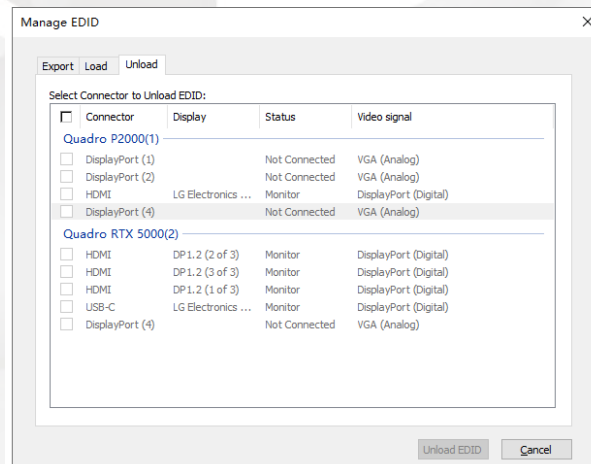 Manage EDID
Export Load Unload
Select Connector to Unload EDID:
Connector Display Status Video signal
Quadro P2000(1)
DisplayPort (1) Not Connected VGA (Analog)
DisplayPort (2) Not Connected VGA (Analog)
HDMI LG Electronics ... Monitor DisplayPort (Digital)
DisplayPort (4) Not Connected VGA (Analog)
Quadro RTX 5000(2)
HDMI DP1.2 (2 of 3) Monitor DisplayPort (Digital)
HDMI DP1.2 (3 of 3) Monitor DisplayPort (Digital)
HDMI DP1.2 (1 of 3) Monitor DisplayPort (Digital)
USB-C LG Electronics ... Monitor DisplayPort (Digital)
DisplayPort (4) Not Connected VGA (Analog)
Unload EDID Cancel